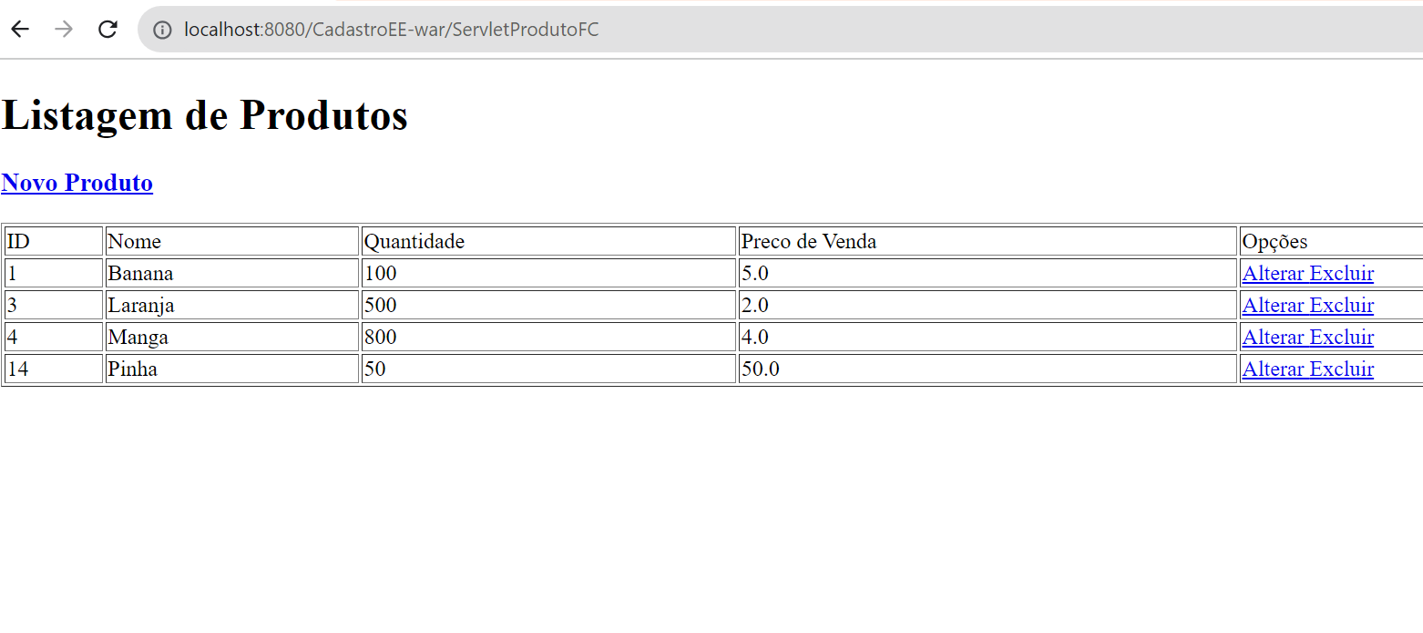 localhost:8080/CadastroEE-war/ServletProdutoFC
Listagem de Produtos
Novo Produto
ID Nome Quantidade Preco de Venda Opções
1 Banana 100 5.0 Alterar Excluir
3 Laranja 500 2.0 Alterar Excluir
4 Manga 800 4.0 Alterar Excluir
14 Pinha 50 50.0 Alterar Excluir